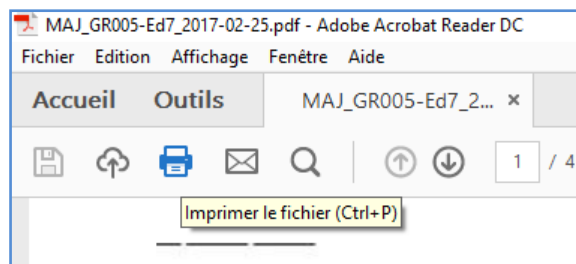 MAJ_GR005-Ed7_2017-02-25.pdf - Adobe Acrobat Reader DC
Fichier Edition Affichage Fenêtre Aide
Accueil Outils MAJ_GR005-Ed7_2... ×
1 / 4
Imprimer le fichier (Ctrl+P)